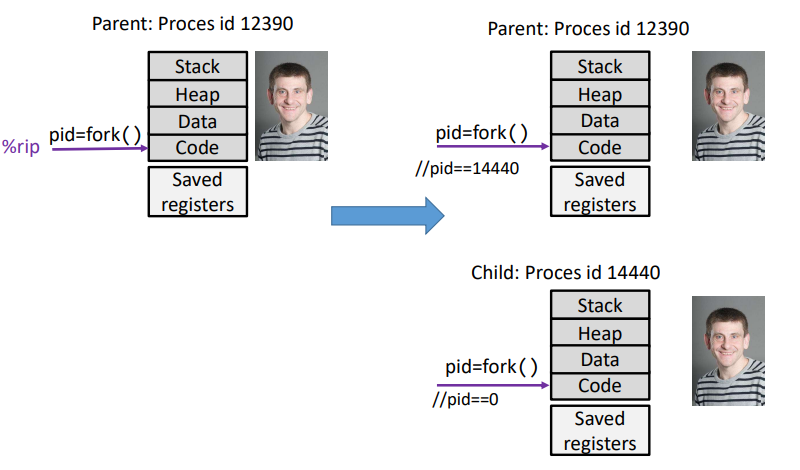 Parent: Proces id 12390
Stack
Heap
Data
Code
Saved
registers
pid=fork()
%rip
Parent: Proces id 12390
Stack
Heap
Data
Code
Saved
registers
pid=fork()
//pid==14440
Child: Proces id 14440
Stack
Heap
Data
Code
Saved
registers
pid=fork()
//pid==0